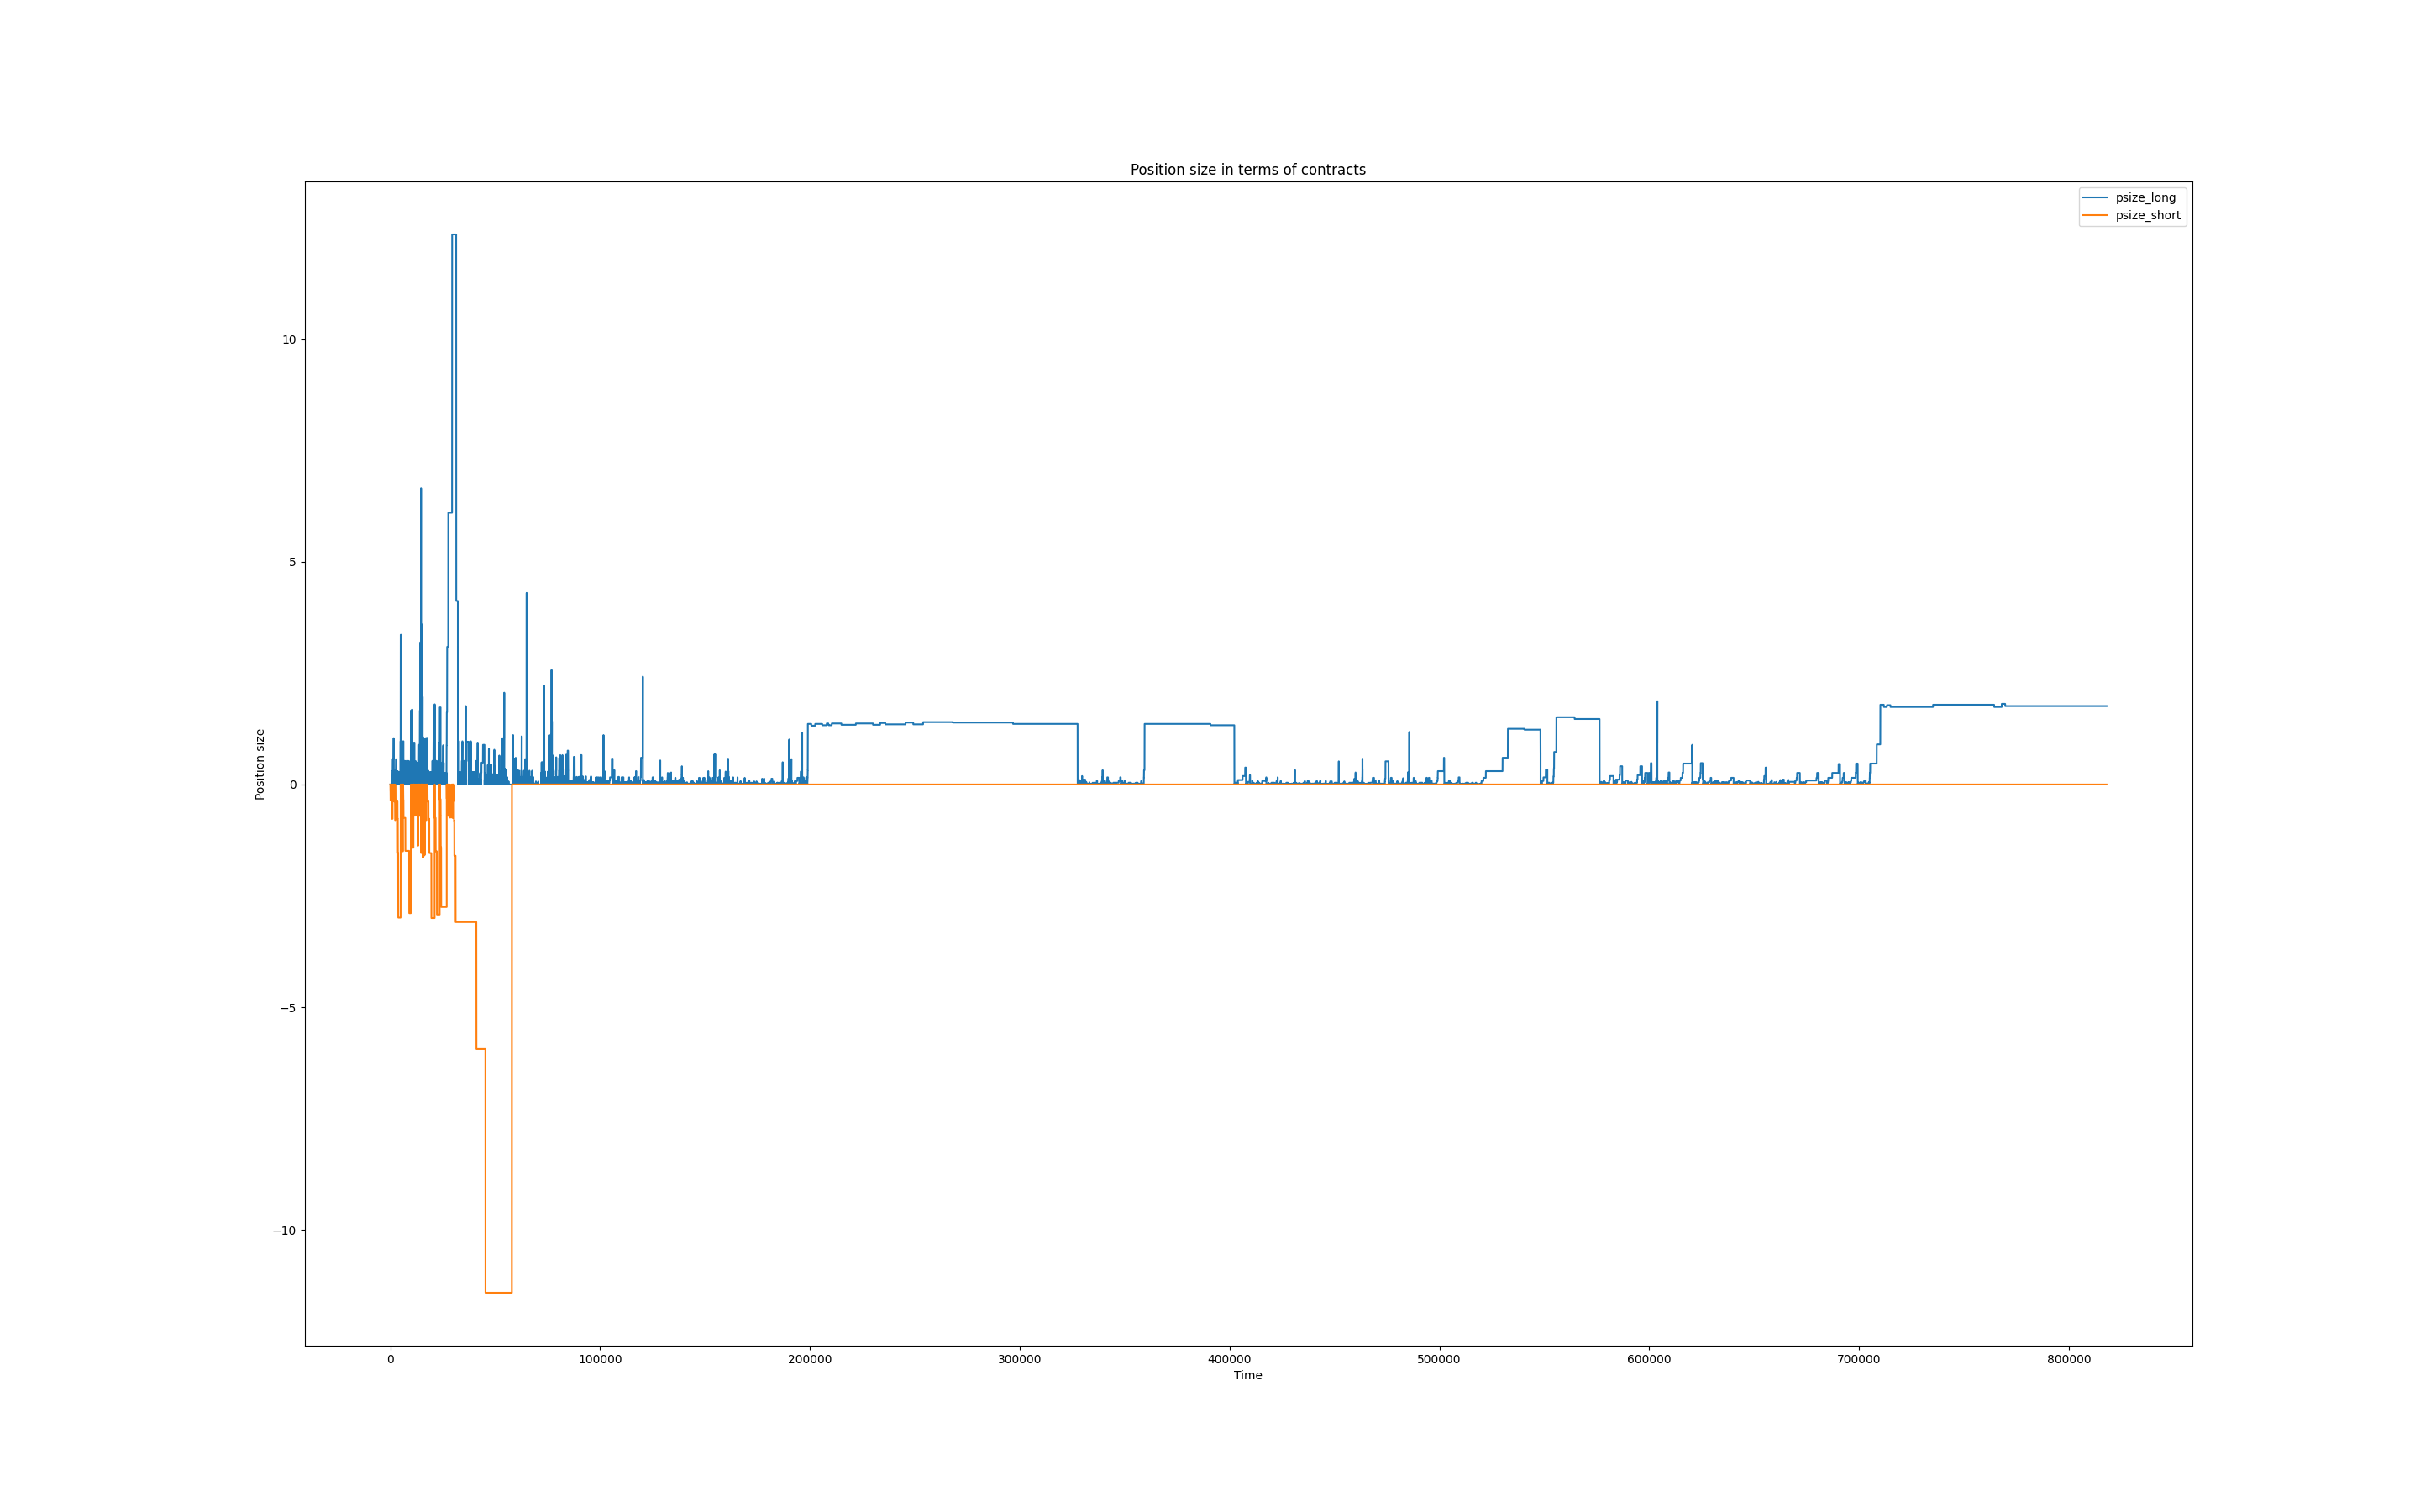 Position size in terms of contracts
psize_long
psize_short
Position size
10
5
0
−5
−10
0
100000
200000
300000
400000
500000
600000
700000
800000
Time